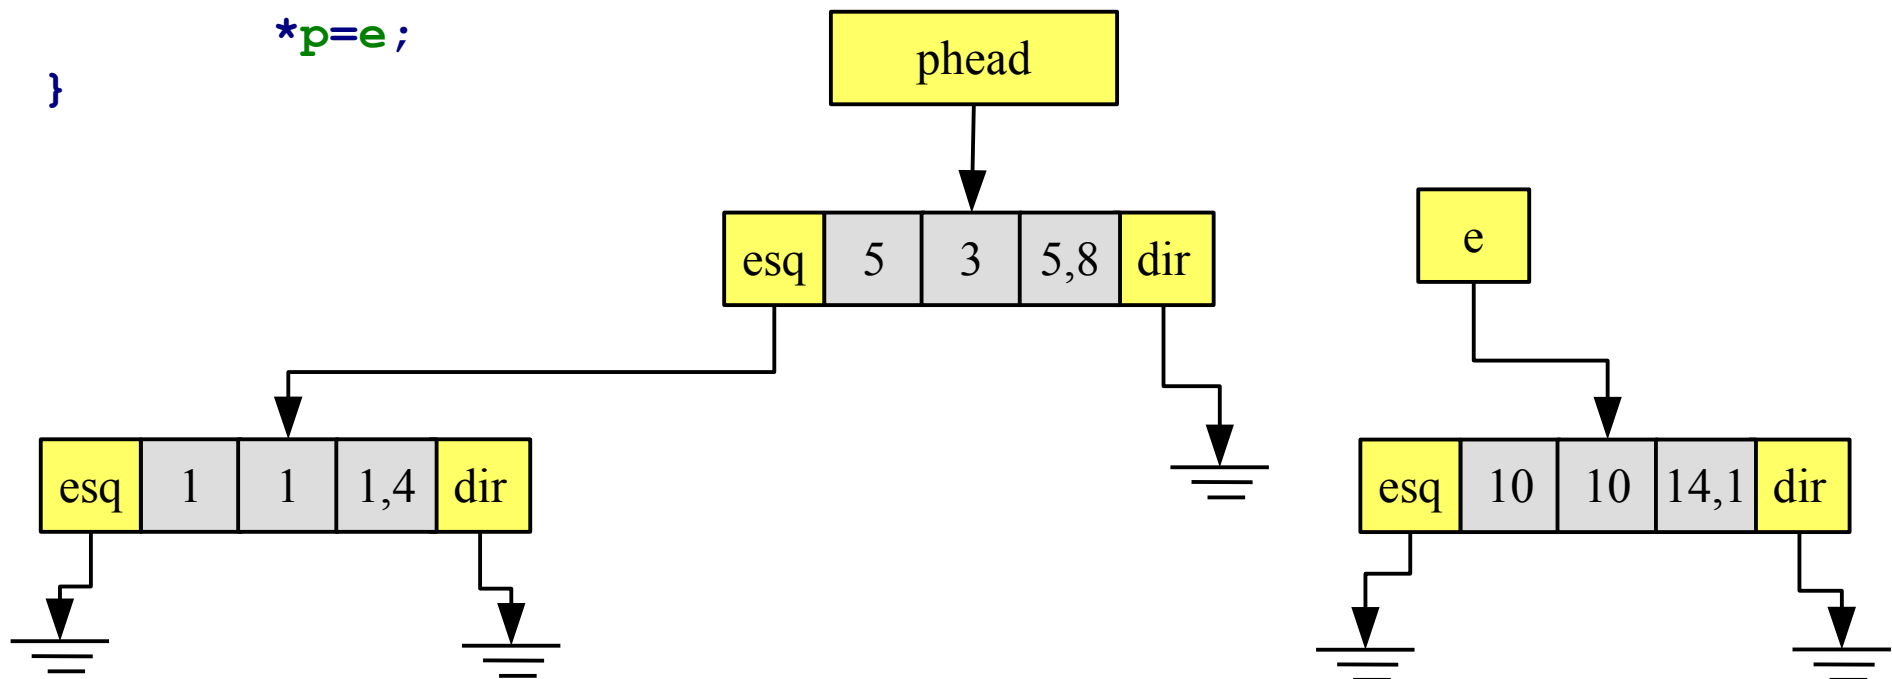 *p=e;
}
phead
e
esq 5 3 5,8 dir
esq 1 1 1,4 dir
esq 10 10 14,1 dir